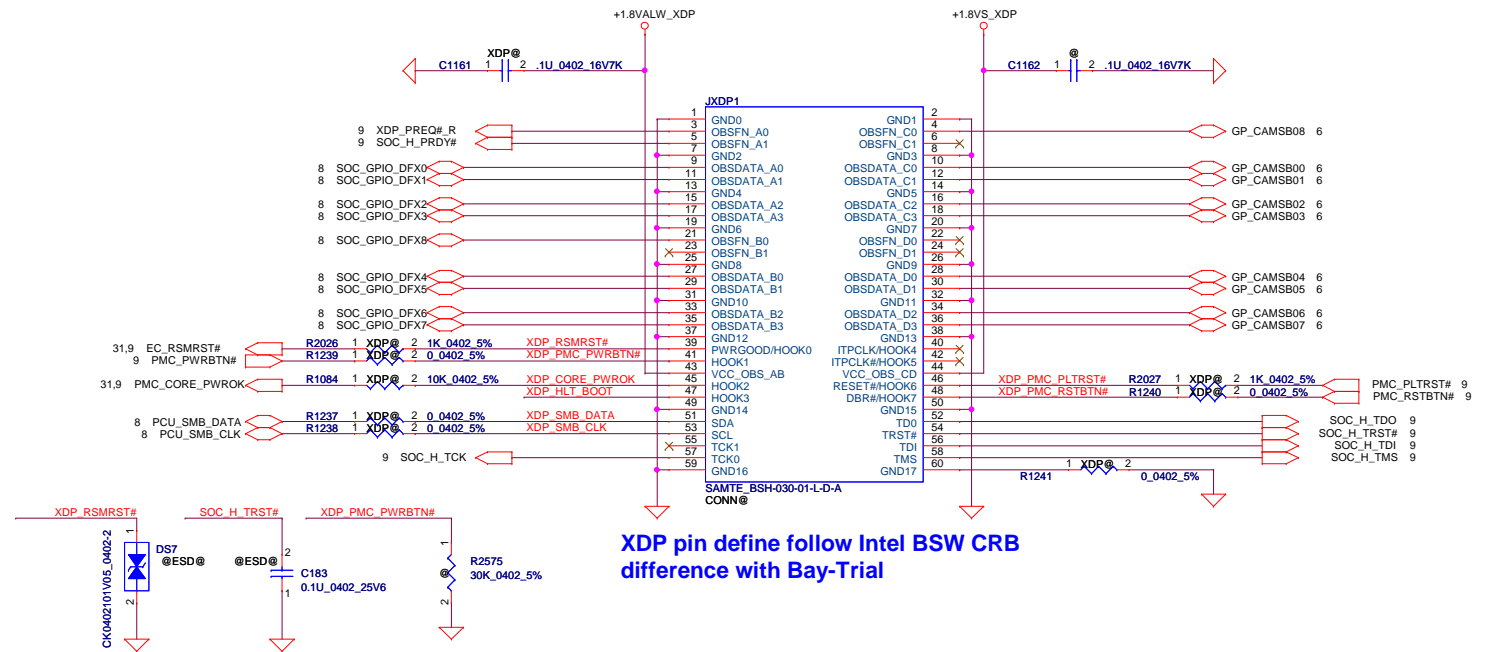 +1.8VALW_XDP
+1.8VS_XDP
XDP@
C1161 1 2 .1U_0402_16V7K
@
C1162 1 2 .1U_0402_16V7K
JXDP1
1 GND0 GND1 2
3 OBSFN_A0 OBSFN_C0 4
9 XDP_PREQ#_R
GP_CAMSB08 6
5 OBSFN_A1 OBSFN_C1 6
9 SOC_H_PRDY#
7 GND2 GND3 8
8 SOC_GPIO_DFX0 9 OBSDATA_A0 OBSDATA_C0 10 GP_CAMSB00 6
8 SOC_GPIO_DFX1 11 OBSDATA_A1 OBSDATA_C1 12 GP_CAMSB01 6
13 GND4 GND5 14
8 SOC_GPIO_DFX2 15 OBSDATA_A2 OBSDATA_C2 16 GP_CAMSB02 6
8 SOC_GPIO_DFX3 17 OBSDATA_A3 OBSDATA_C3 18 GP_CAMSB03 6
19 GND6 GND7 20
8 SOC_GPIO_DFX8 21 OBSFN_B0 OBSFN_D0 22
23 OBSFN_B1 OBSFN_D1 24
25 GND8 GND9 26
8 SOC_GPIO_DFX4 27 OBSDATA_B0 OBSDATA_D0 28 GP_CAMSB04 6
8 SOC_GPIO_DFX5 29 OBSDATA_B1 OBSDATA_D1 30 GP_CAMSB05 6
31 GND10 GND11 32
8 SOC_GPIO_DFX6 33 OBSDATA_B2 OBSDATA_D2 34 GP_CAMSB06 6
8 SOC_GPIO_DFX7 35 OBSDATA_B3 OBSDATA_D3 36 GP_CAMSB07 6
37 GND12 GND13 38
31,9 EC_RSMRST# R2026 1 XDP@ 2 1K_0402_5% XDP_RSMRST# 39 PWRGOOD/HOOK0 ITPCLK/HOOK4 40
9 PMC_PWRBTN# R1239 1 XDP@ 2 0_0402_5% XDP_PMC_PWRBTN# 41 HOOK1 ITPCLK#/HOOK5 42
43 VCC_OBS_AB VCC_OBS_CD 44
31,9 PMC_CORE_PWROK R1084 1 XDP@ 2 10K_0402_5% XDP_CORE_PWROK 45 HOOK2 RESET#/HOOK6 46 XDP_PMC_PLTRST# R2027 1 XDP@ 2 1K_0402_5% PMC_PLTRST# 9
XDP_HLT_BOOT 47 HOOK3 DBR#/HOOK7 48 XDP_PMC_RSTBTN# R1240 1 XDP@ 2 0_0402_5% PMC_RSTBTN# 9
49 GND14 GND15 50
8 PCU_SMB_DATA R1237 1 XDP@ 2 0_0402_5% XDP_SMB_DATA 51 SDA TD0 52 SOC_H_TDO 9
8 PCU_SMB_CLK R1238 1 XDP@ 2 0_0402_5% XDP_SMB_CLK 53 SCL TRST# 54 SOC_H_TRST# 9
55 TCK1 TDI 56 SOC_H_TDI 9
9 SOC_H_TCK 57 TCK0 TMS 58 SOC_H_TMS 9
59 GND16 GND17 60 R1241 1 XDP@ 2 0_0402_5%
SAMTE_BSH-030-01-L-D-A
CONN@
XDP_RSMRST#
1
DS7
@ESD@
2
CK0402101V05_0402-2
SOC_H_TRST#
2
@ESD@
C183
0.1U_0402_25V6
1
XDP_PMC_PWRBTN#
1
R2575
@
30K_0402_5%
2
XDP pin define follow Intel BSW CRB
difference with Bay-Trial